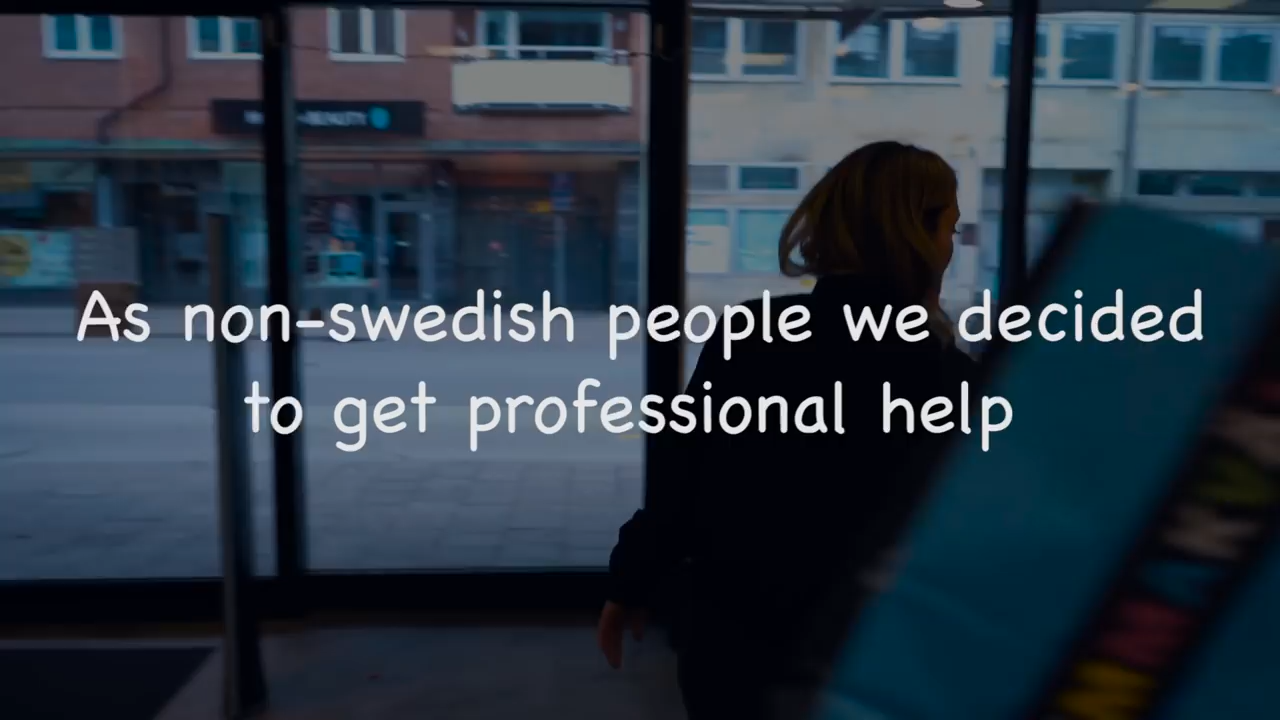 As non-swedish people we decided
to get professional help